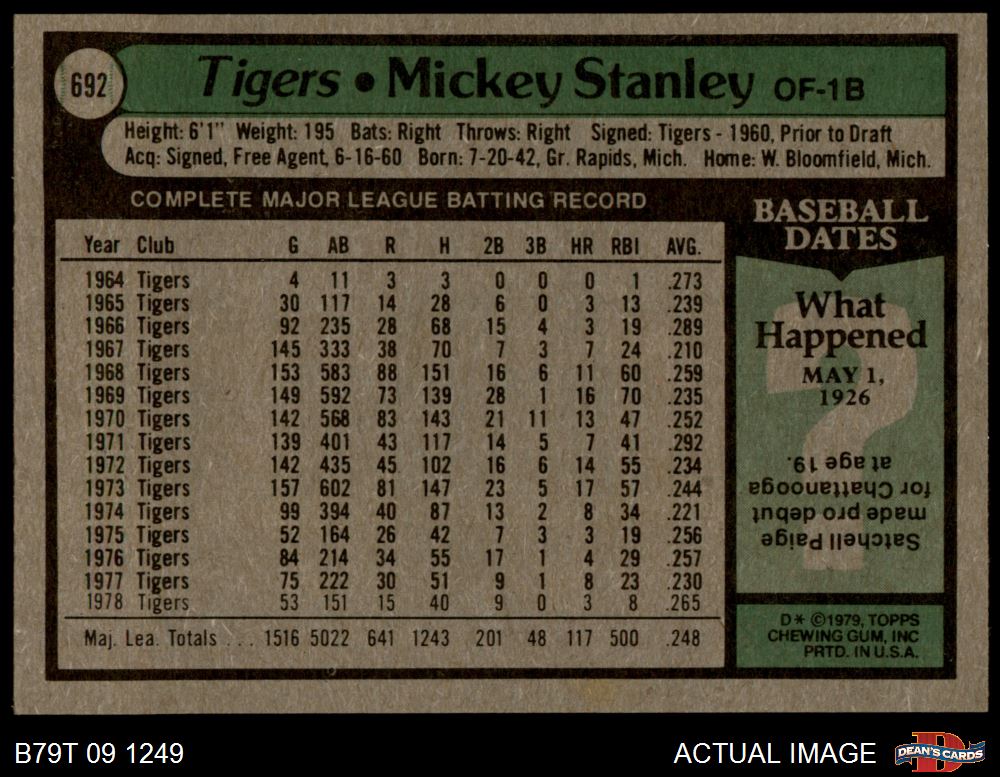 692
Tigers • Mickey Stanley OF-1B
Height: 6'1" Weight: 195 Bats: Right Throws: Right Signed: Tigers - 1960, Prior to Draft
Acq: Signed, Free Agent, 6-16-60 Born: 7-20-42, Gr. Rapids, Mich. Home: W. Bloomfield, Mich.
COMPLETE MAJOR LEAGUE BATTING RECORD
Year Club G AB R H 2B 3B HR RBI AVG.
1964 Tigers 4 11 3 3 0 0 0 1 .273
1965 Tigers 30 117 14 28 6 0 3 13 .239
1966 Tigers 92 235 28 68 15 4 3 19 .289
1967 Tigers 145 333 38 70 7 3 7 24 .210
1968 Tigers 153 583 88 151 16 6 11 60 .259
1969 Tigers 149 592 73 139 28 1 16 70 .235
1970 Tigers 142 568 83 143 21 11 13 47 .252
1971 Tigers 139 401 43 117 14 5 7 41 .292
1972 Tigers 142 435 45 102 16 6 14 55 .234
1973 Tigers 157 602 81 147 23 5 17 57 .244
1974 Tigers 99 394 40 87 13 2 8 34 .221
1975 Tigers 52 164 26 42 7 3 3 19 .256
1976 Tigers 84 214 34 55 17 1 4 29 .257
1977 Tigers 75 222 30 51 9 1 8 23 .230
1978 Tigers 53 151 15 40 9 0 3 8 .265
Maj. Lea. Totals . . . 1516 5022 641 1243 201 48 117 500 .248
BASEBALL
DATES
What
Happened
MAY 1,
1926
?
Satchell Paige
made pro debut
for Chattanooga
at age 19.
D* ©1979, TOPPS
CHEWING GUM, INC
PRTD. IN U.S.A.
B79T 09 1249
ACTUAL IMAGE
D
DEAN'S CARDS